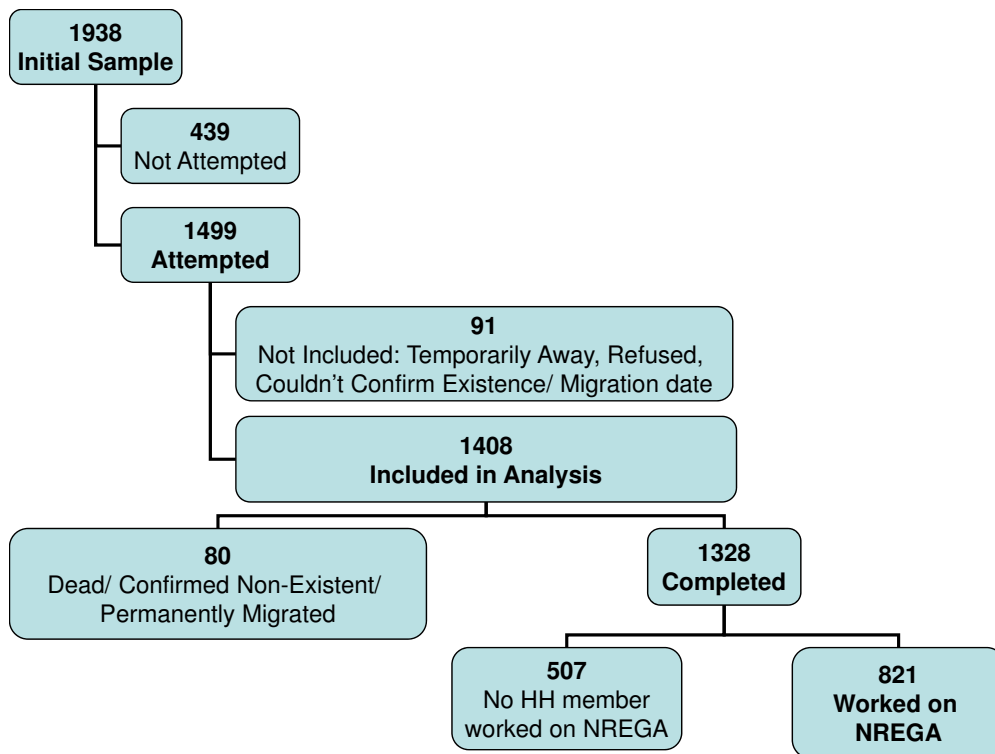 1938
Initial Sample
439
Not Attempted
1499
Attempted
91
Not Included: Temporarily Away, Refused,
Couldn’t Confirm Existence/ Migration date
1408
Included in Analysis
80
Dead/ Confirmed Non-Existent/
Permanently Migrated
1328
Completed
507
No HH member
worked on NREGA
821
Worked on
NREGA